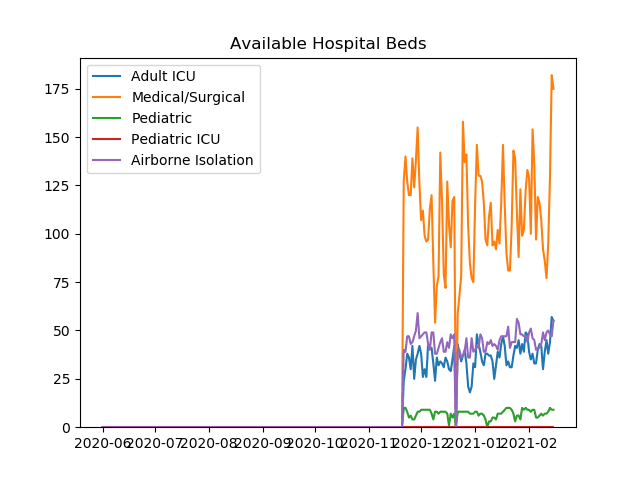 Available Hospital Beds
Adult ICU
Medical/Surgical
Pediatric
Pediatric ICU
Airborne Isolation
175
150
125
100
75
50
25
0
2020-06 2020-07 2020-08 2020-09 2020-10 2020-11 2020-12 2021-01 2021-02